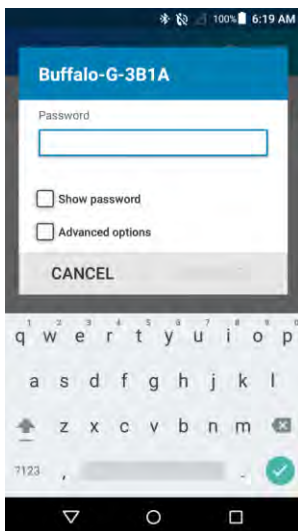 100% 6:19 AM
Buffalo-G-3B1A
Password
Show password
Advanced options
CANCEL
1 2 3 4 5 6 7 8 9 0
q w e r t y u i o p
a s d f g h j k l
z x c v b n m
?123 , .